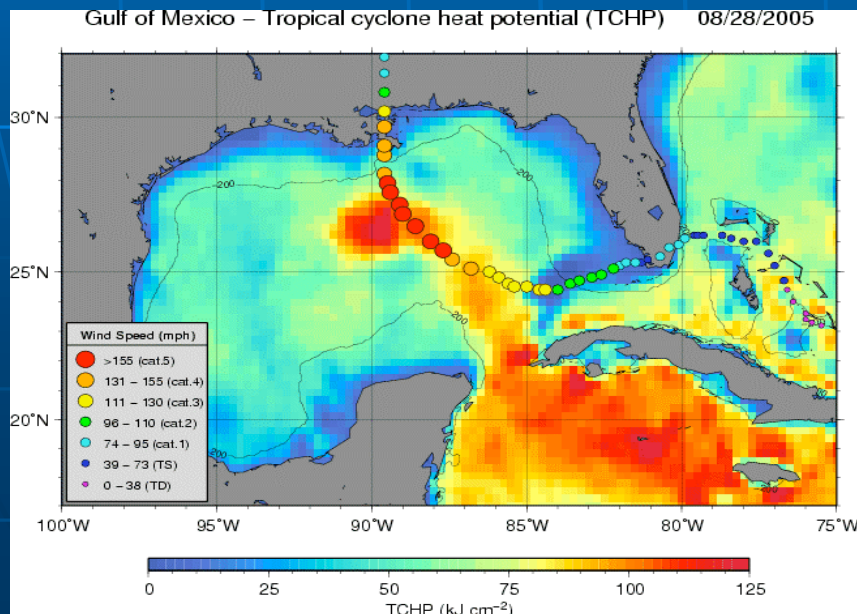 Gulf of Mexico – Tropical cyclone heat potential (TCHP) 08/28/2005
30°N
25°N
20°N
200
200
200
200
Wind Speed (mph)
>155 (cat.5)
131 – 155 (cat.4)
111 – 130 (cat.3)
96 – 110 (cat.2)
74 – 95 (cat.1)
39 – 73 (TS)
0 – 38 (TD)
100°W 95°W 90°W 85°W 80°W 75°W
0 25 50 75 100 125
TCHP (kJ cm⁻²)